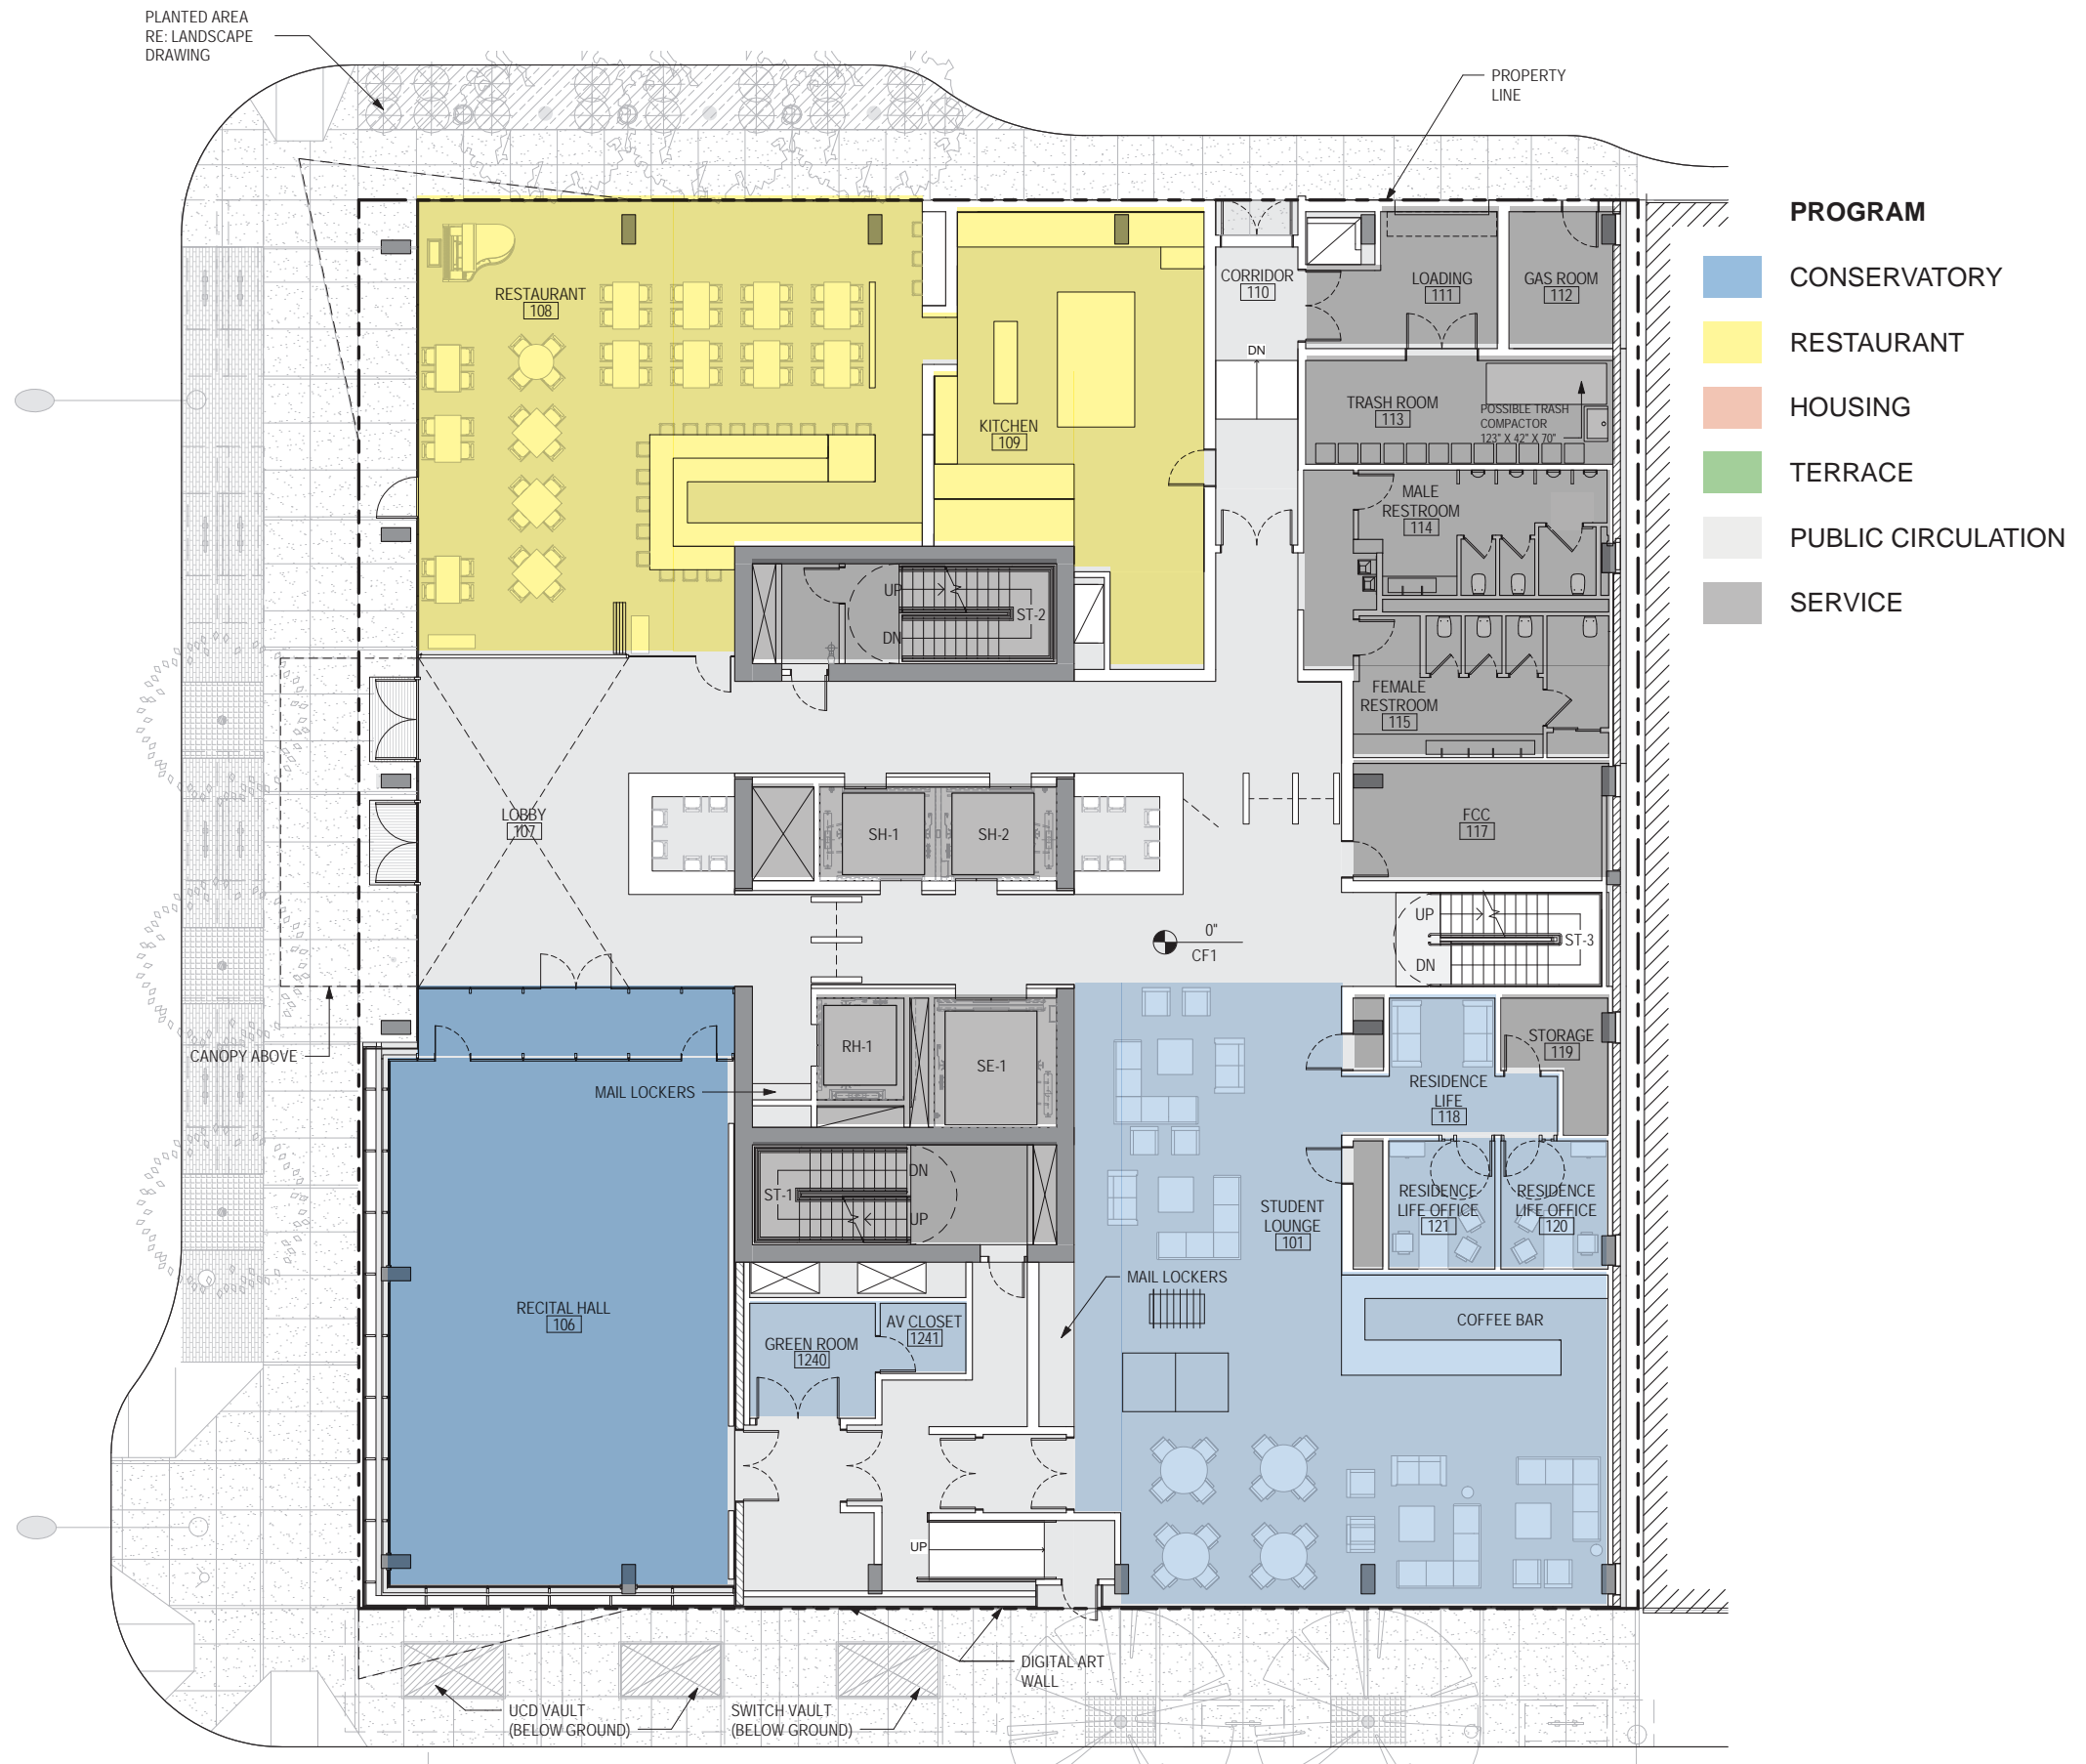 PLANTED AREA
RE: LANDSCAPE
DRAWING
PROPERTY
LINE
PROGRAM
CONSERVATORY
RESTAURANT
HOUSING
TERRACE
PUBLIC CIRCULATION
SERVICE
RESTAURANT
108
CORRIDOR
110
LOADING
111
GAS ROOM
112
DN
KITCHEN
109
TRASH ROOM
113
POSSIBLE TRASH
COMPACTOR
123" X 42" X 70"
MALE
RESTROOM
114
UP
ST-2
DN
FEMALE
RESTROOM
115
LOBBY
107
SH-1
SH-2
FCC
117
UP
ST-3
DN
0"
CF1
CANOPY ABOVE
RH-1
SE-1
MAIL LOCKERS
STORAGE
119
RESIDENCE
LIFE
118
DN
ST-1
UP
STUDENT
LOUNGE
101
RESIDENCE
LIFE OFFICE
121
RESIDENCE
LIFE OFFICE
120
MAIL LOCKERS
RECITAL HALL
106
GREEN ROOM
1240
AV CLOSET
1241
COFFEE BAR
UP
DIGITAL ART
WALL
UCD VAULT
(BELOW GROUND)
SWITCH VAULT
(BELOW GROUND)